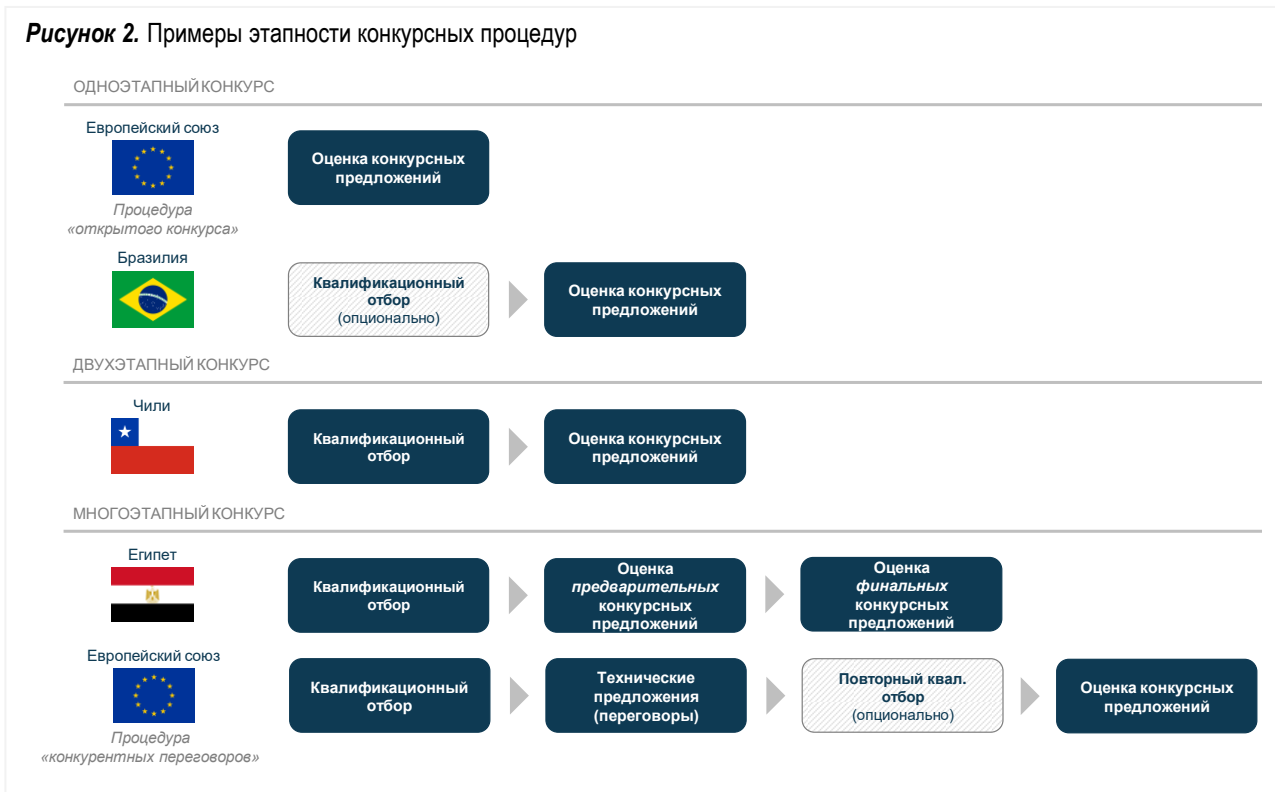 Рисунок 2. Примеры этапности конкурсных процедур
ОДНОЭТАПНЫЙ КОНКУРС
Европейский союз
Процедура
«открытого конкурса»
Оценка конкурсных
предложений
Бразилия
Квалификационный
отбор
(опционально)
Оценка конкурсных
предложений
ДВУХЭТАПНЫЙ КОНКУРС
Чили
Квалификационный
отбор
Оценка конкурсных
предложений
МНОГОЭТАПНЫЙ КОНКУРС
Египет
Квалификационный
отбор
Оценка
предварительных
конкурсных
предложений
Оценка
финальных
конкурсных
предложений
Европейский союз
Процедура
«конкурентных переговоров»
Квалификационный
отбор
Технические
предложения
(переговоры)
Повторный квал.
отбор
(опционально)
Оценка конкурсных
предложений